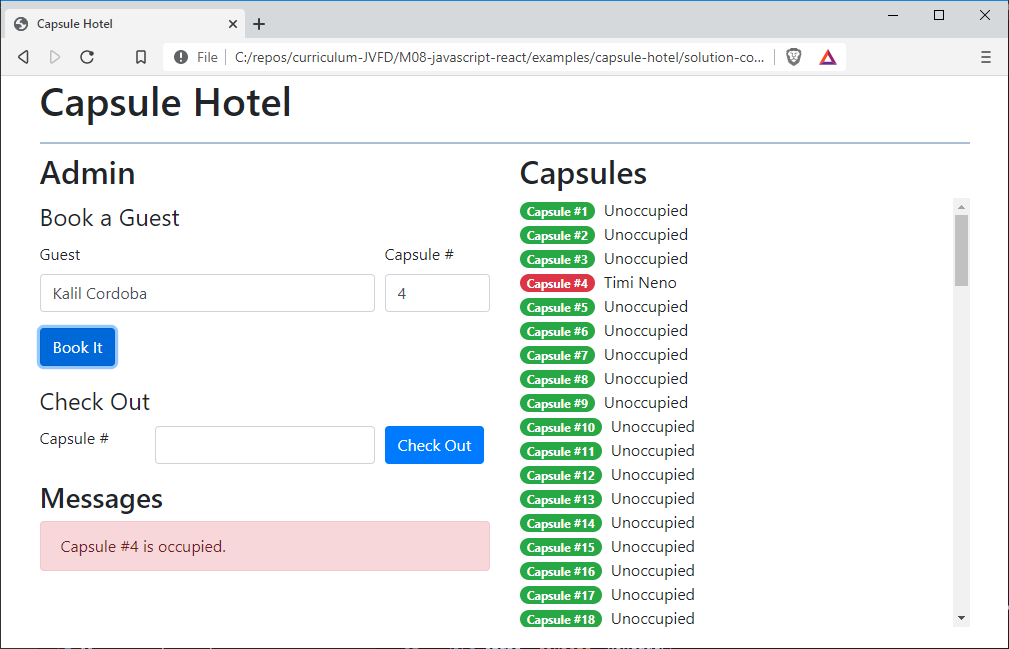 Capsule Hotel
File C:/repos/curriculum-JVFD/M08-javascript-react/examples/capsule-hotel/solution-co...
Capsule Hotel
Admin
Book a Guest
Guest Capsule #
Kalil Cordoba 4
Book It
Check Out
Capsule # Check Out
Messages
Capsule #4 is occupied.
Capsules
Capsule #1 Unoccupied
Capsule #2 Unoccupied
Capsule #3 Unoccupied
Capsule #4 Timi Neno
Capsule #5 Unoccupied
Capsule #6 Unoccupied
Capsule #7 Unoccupied
Capsule #8 Unoccupied
Capsule #9 Unoccupied
Capsule #10 Unoccupied
Capsule #11 Unoccupied
Capsule #12 Unoccupied
Capsule #13 Unoccupied
Capsule #14 Unoccupied
Capsule #15 Unoccupied
Capsule #16 Unoccupied
Capsule #17 Unoccupied
Capsule #18 Unoccupied